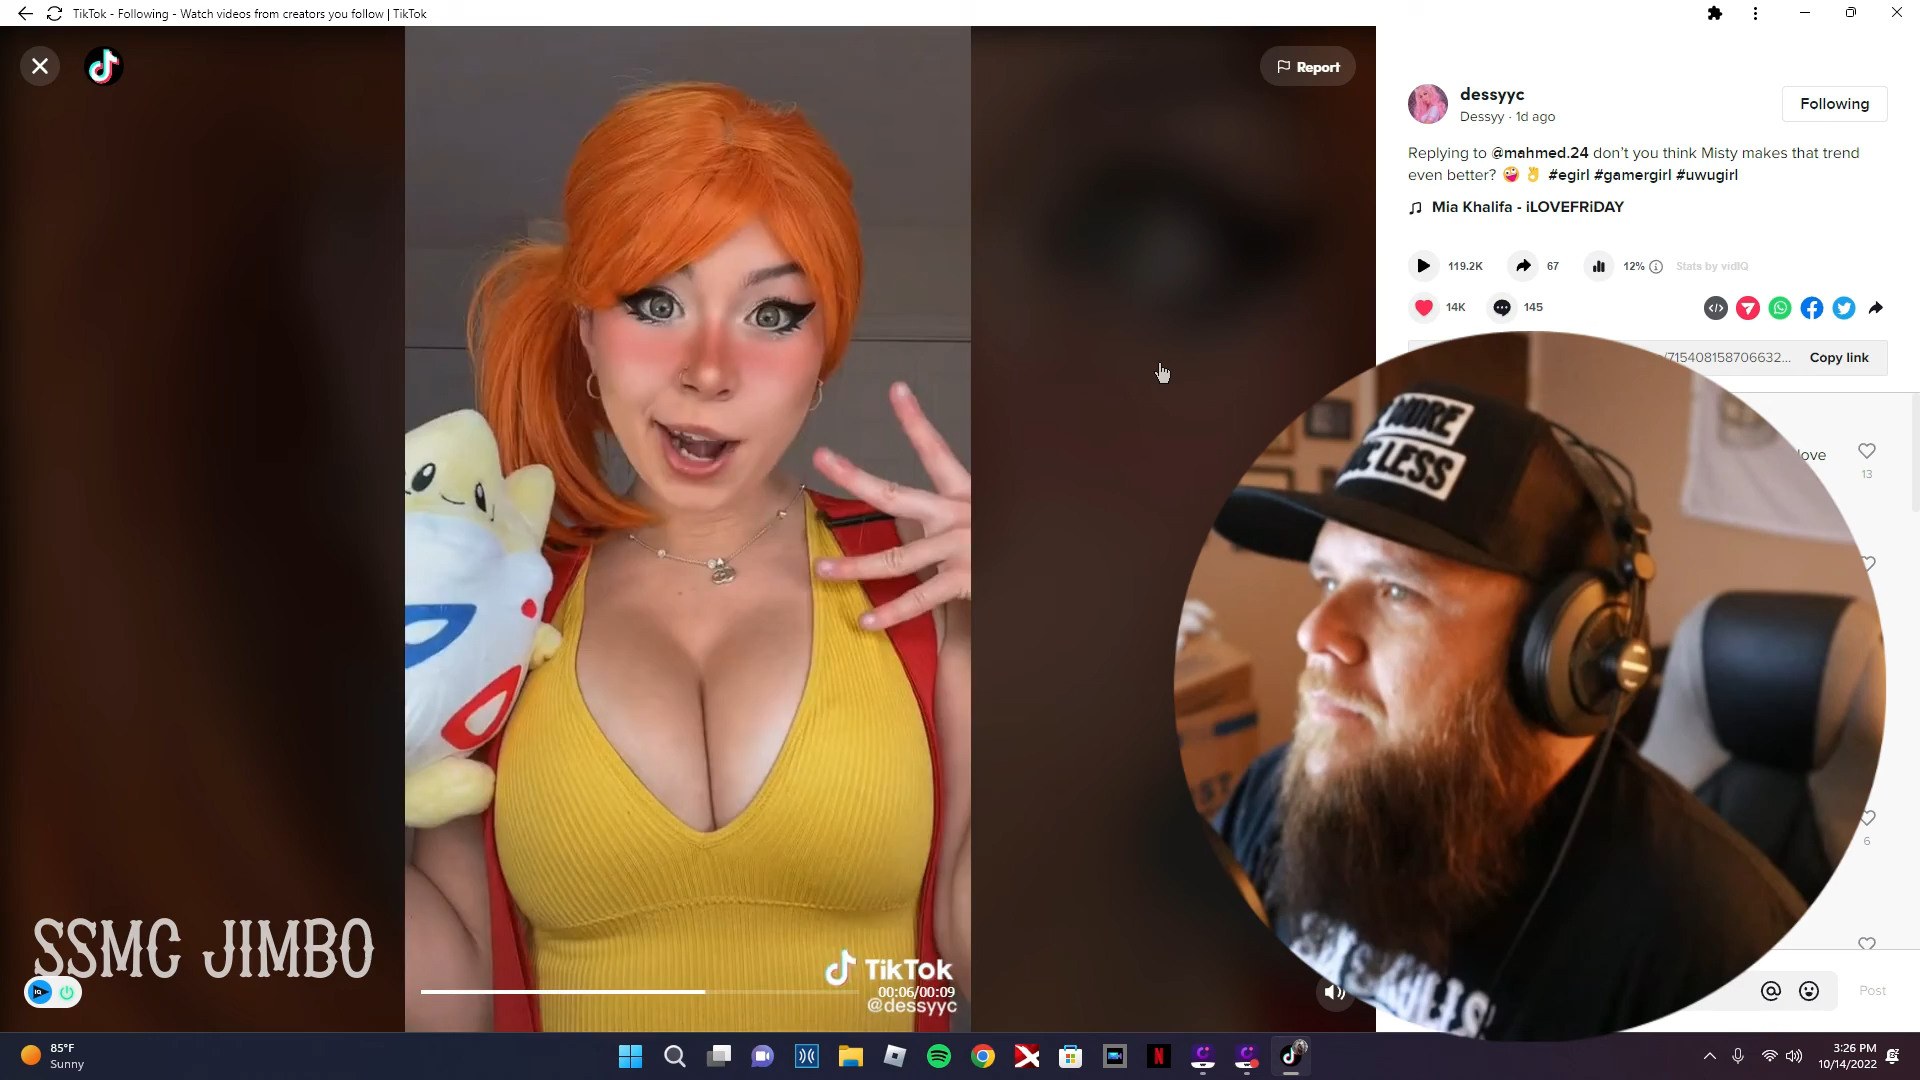 TikTok - Following - Watch videos from creators you follow | TikTok
Report
dessyyc
Dessyy · 1d ago
Following
Replying to @mahmed.24 don't you think Misty makes that trend
even better? 🤪 👌 #egirl #gamergirl #uwugirl
Mia Khalifa - iLOVEFRiDAY
119.2K
67
12%
Stats by vidIQ
14K
145
/715408158706632...
Copy link
MORE
LESS
love
13
6
SSMC JIMBO
TikTok
00:06/00:09
@dessyyc
Post
85°F
Sunny
3:26 PM
10/14/2022